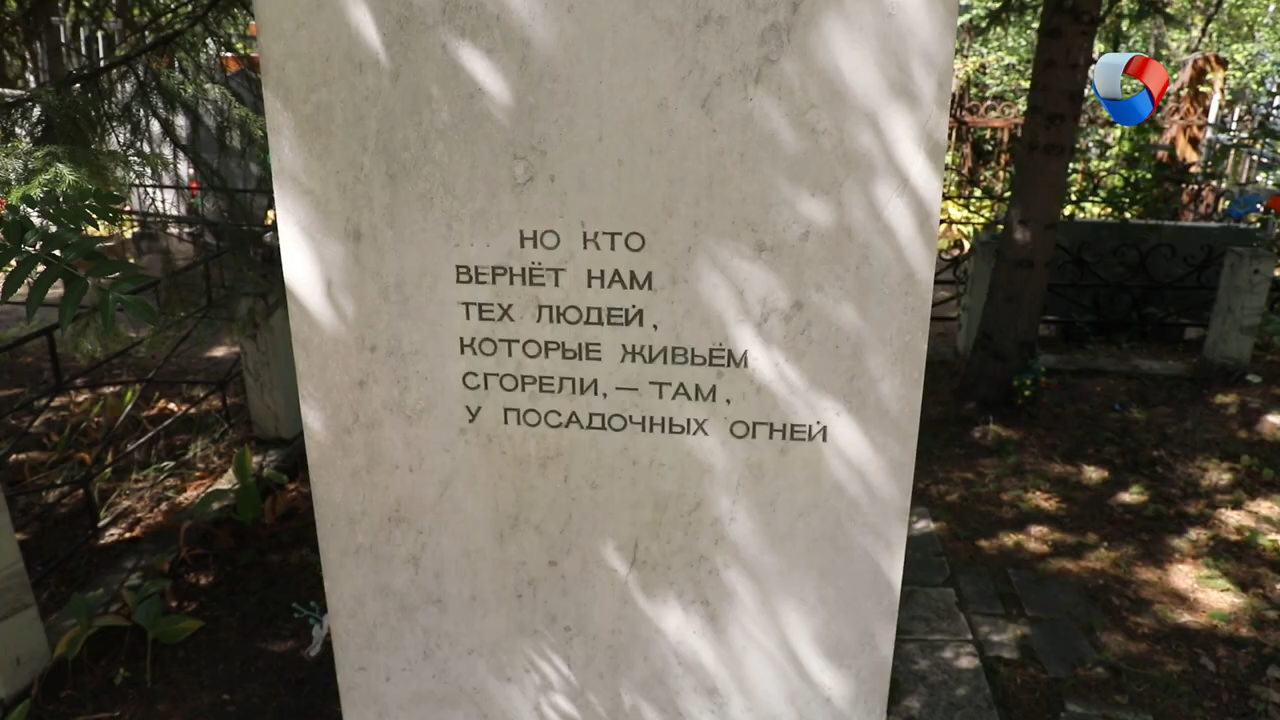 ... НО КТО
ВЕРНЁТ НАМ
ТЕХ ЛЮДЕЙ,
КОТОРЫЕ ЖИВЬЁМ
СГОРЕЛИ, — ТАМ,
У ПОСАДОЧНЫХ ОГНЕЙ